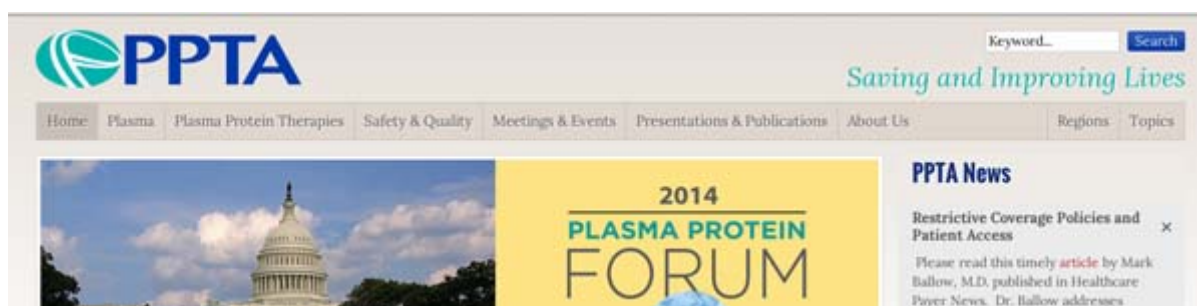 PPTA
Keyword...
Search
Saving and Improving Lives
Home Plasma Plasma Protein Therapies Safety & Quality Meetings & Events Presentations & Publications About Us Regions Topics
2014
PLASMA PROTEIN
FORUM
PPTA News
Restrictive Coverage Policies and
Patient Access
Please read this timely article by Mark
Ballow, M.D. published in Healthcare
Payer News. Dr. Ballow addresses